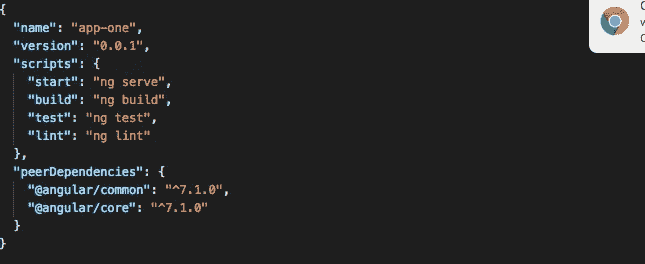 {
"name": "app-one",
"version": "0.0.1",
"scripts": {
"start": "ng serve",
"build": "ng build",
"test": "ng test",
"lint": "ng lint"
},
"peerDependencies": {
"@angular/common": "^7.1.0",
"@angular/core": "^7.1.0"
}
}